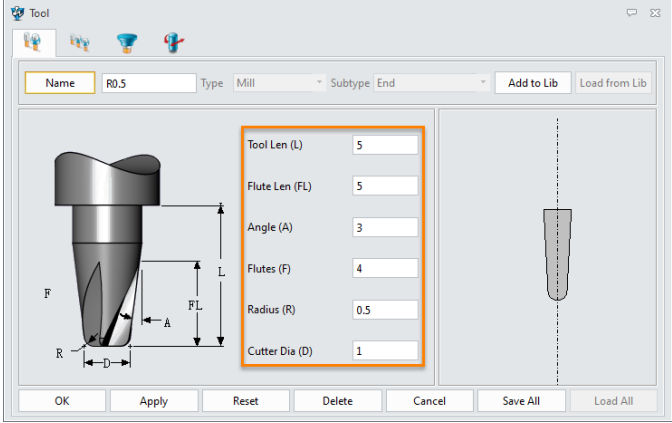 Tool
Name R0.5 Type Mill Subtype End Add to Lib Load from Lib
Tool Len (L) 5
Flute Len (FL) 5
Angle (A) 3
Flutes (F) 4
Radius (R) 0.5
Cutter Dia (D) 1
L
F
FL
A
R
D
OK Apply Reset Delete Cancel Save All Load All